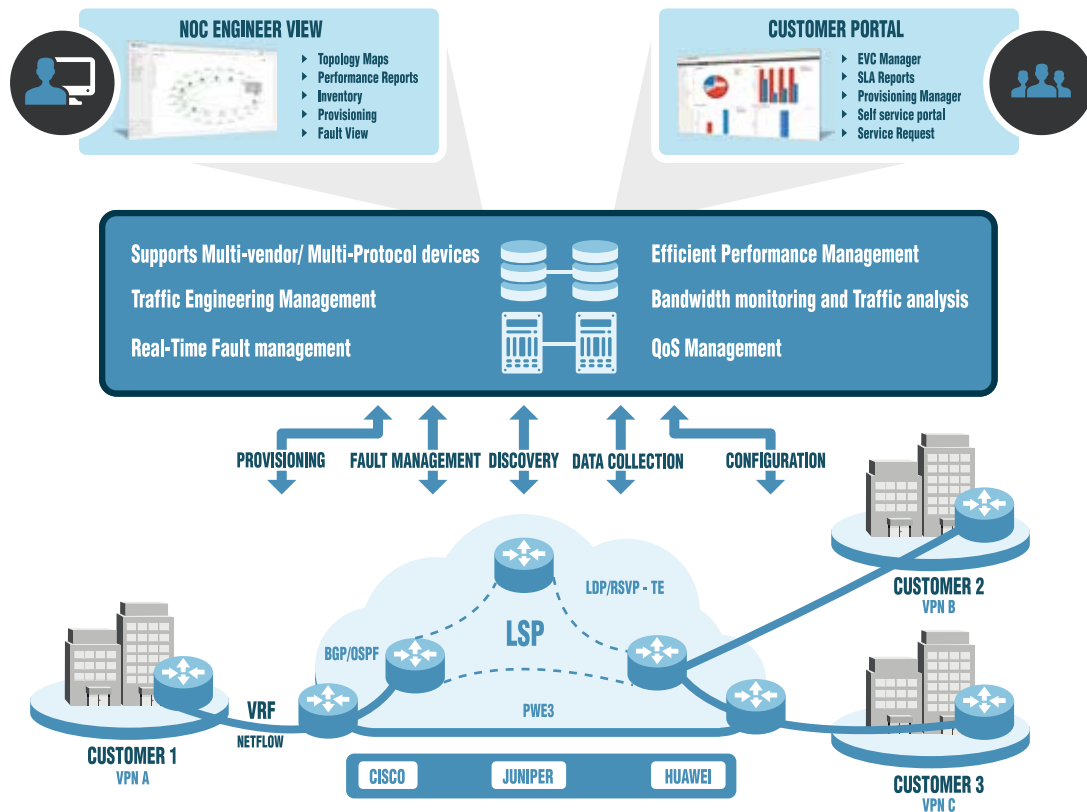 NOC ENGINEER VIEW
Topology Maps
Performance Reports
Inventory
Provisioning
Fault View
CUSTOMER PORTAL
EVC Manager
SLA Reports
Provisioning Manager
Self service portal
Service Request
Supports Multi-vendor/ Multi-Protocol devices
Traffic Engineering Management
Real-Time Fault management
Efficient Performance Management
Bandwidth monitoring and Traffic analysis
QoS Management
PROVISIONING
FAULT MANAGEMENT
DISCOVERY
DATA COLLECTION
CONFIGURATION
LDP/RSVP - TE
LSP
BGP/OSPF
PWE3
VRF
NETFLOW
CUSTOMER 1
VPN A
CUSTOMER 2
VPN B
CUSTOMER 3
VPN C
CISCO
JUNIPER
HUAWEI